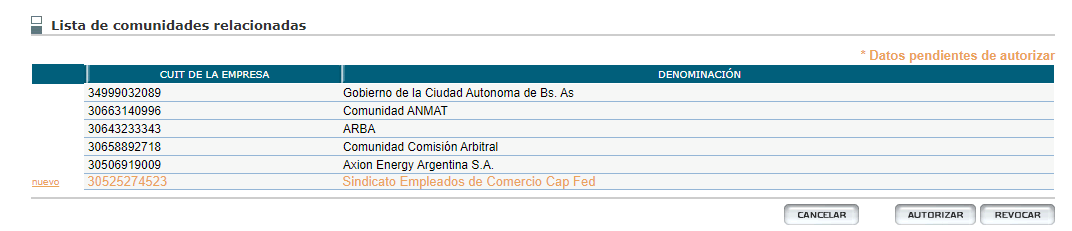 Lista de comunidades relacionadas
* Datos pendientes de autorizar
CUIT DE LA EMPRESA DENOMINACIÓN
34999032089 Gobierno de la Ciudad Autonoma de Bs. As
30663140996 Comunidad ANMAT
30643233343 ARBA
30658892718 Comunidad Comisión Arbitral
30506919009 Axion Energy Argentina S.A.
nuevo 30525274523 Sindicato Empleados de Comercio Cap Fed
CANCELAR AUTORIZAR REVOCAR